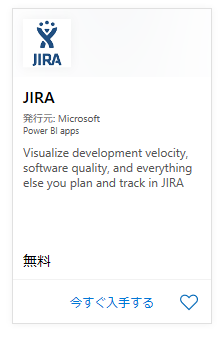 JIRA
JIRA
発行元: Microsoft
Power BI apps
Visualize development velocity,
software quality, and everything
else you plan and track in JIRA
無料
今すぐ入手する